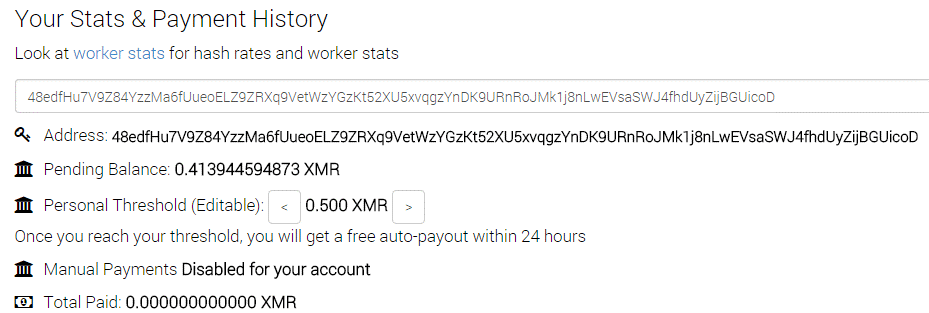 Your Stats & Payment History
Look at worker stats for hash rates and worker stats
48edfHu7V9Z84YzzMa6fUueoELZ9ZRXq9VetWzYGzKt52XU5xvqgzYnDK9URnRoJMk1j8nLwEVsaSWJ4fhdUyZijBGUicoD
Address: 48edfHu7V9Z84YzzMa6fUueoELZ9ZRXq9VetWzYGzKt52XU5xvqgzYnDK9URnRoJMk1j8nLwEVsaSWJ4fhdUyZijBGUicoD
Pending Balance: 0.413944594873 XMR
Personal Threshold (Editable): < 0.500 XMR >
Once you reach your threshold, you will get a free auto-payout within 24 hours
Manual Payments Disabled for your account
Total Paid: 0.000000000000 XMR